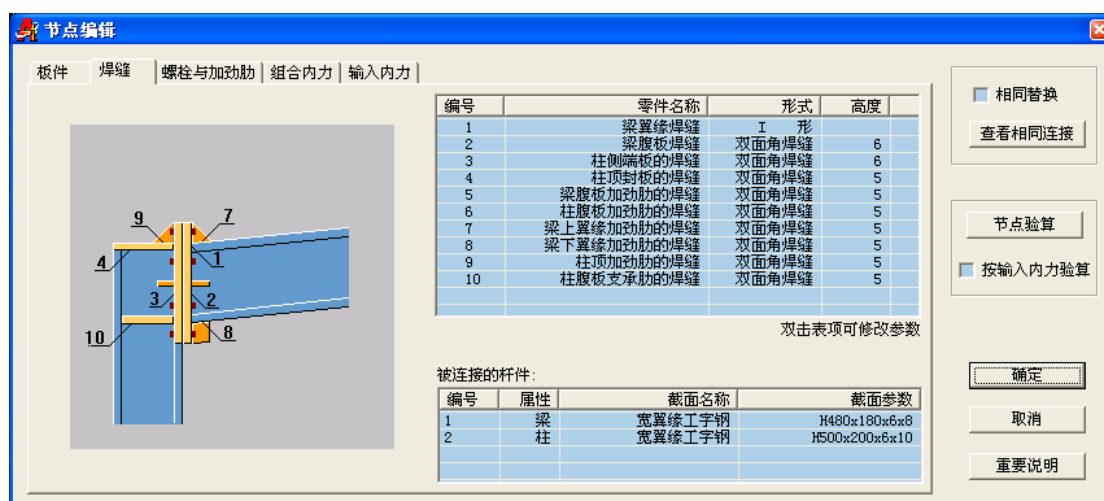 节点编辑
板件 焊缝 螺栓与加劲肋 组合内力 输入内力
编号 零件名称 形式 高度
1 梁翼缘焊缝 I 形
2 梁腹板焊缝 双面角焊缝 6
3 柱侧端板的焊缝 双面角焊缝 6
4 柱顶封板的焊缝 双面角焊缝 5
5 梁腹板加劲肋的焊缝 双面角焊缝 5
6 柱腹板加劲肋的焊缝 双面角焊缝 5
7 梁上翼缘加劲肋的焊缝 双面角焊缝 5
8 梁下翼缘加劲肋的焊缝 双面角焊缝 5
9 柱顶加劲肋的焊缝 双面角焊缝 5
10 柱腹板支承肋的焊缝 双面角焊缝 5
双击表项可修改参数
9 7
4 1
3 2
10 8
被连接的杆件:
编号 属性 截面名称 截面参数
1 梁 宽翼缘工字钢 H480x180x6x8
2 柱 宽翼缘工字钢 H500x200x6x10
相同替换
查看相同连接
节点验算
按输入内力验算
确定
取消
重要说明